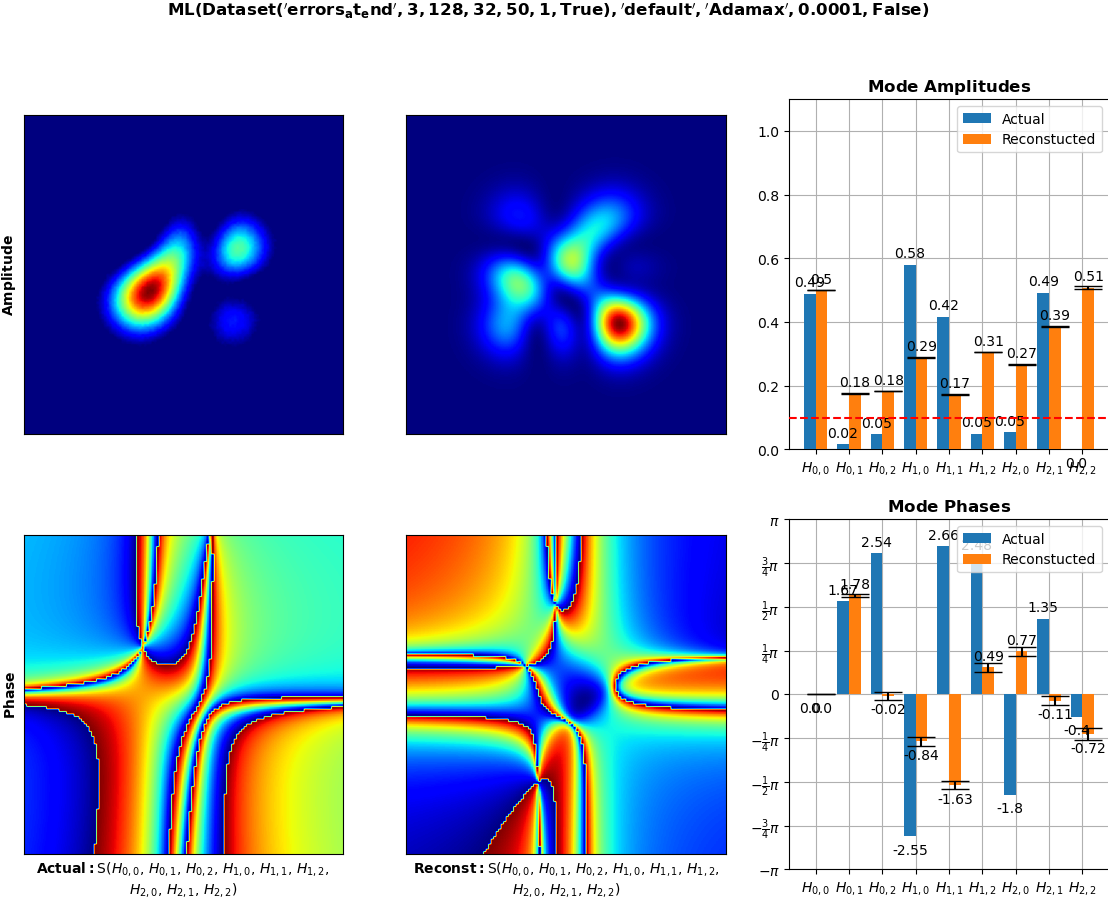 ML(Dataset('errors_at_end', 3, 128, 32, 50, 1, True), 'default', 'Adamax', 0.0001, False)
Mode Amplitudes
Actual
Reconstucted
1.0
0.8
0.6
0.4
0.2
0.0
0.49 0.5
0.02 0.18
0.05 0.18
0.58 0.29
0.42 0.17
0.05 0.31
0.05 0.27
0.49 0.39
0.0 0.51
H0,0 H0,1 H0,2 H1,0 H1,1 H1,2 H2,0 H2,1 H2,2
Amplitude
Mode Phases
Actual
Reconstucted
π
3/4π
1/2π
1/4π
0
−1/4π
−1/2π
−3/4π
−π
0.0 0.0
1.67 1.78
2.54 -0.02
-2.55 -0.84
2.66 -1.63
2.48 0.49
-1.8 0.77
1.35 -0.11
-0.72
H0,0 H0,1 H0,2 H1,0 H1,1 H1,2 H2,0 H2,1 H2,2
Phase
Actual: S(H0,0, H0,1, H0,2, H1,0, H1,1, H1,2,
H2,0, H2,1, H2,2)
Reconst: S(H0,0, H0,1, H0,2, H1,0, H1,1, H1,2,
H2,0, H2,1, H2,2)